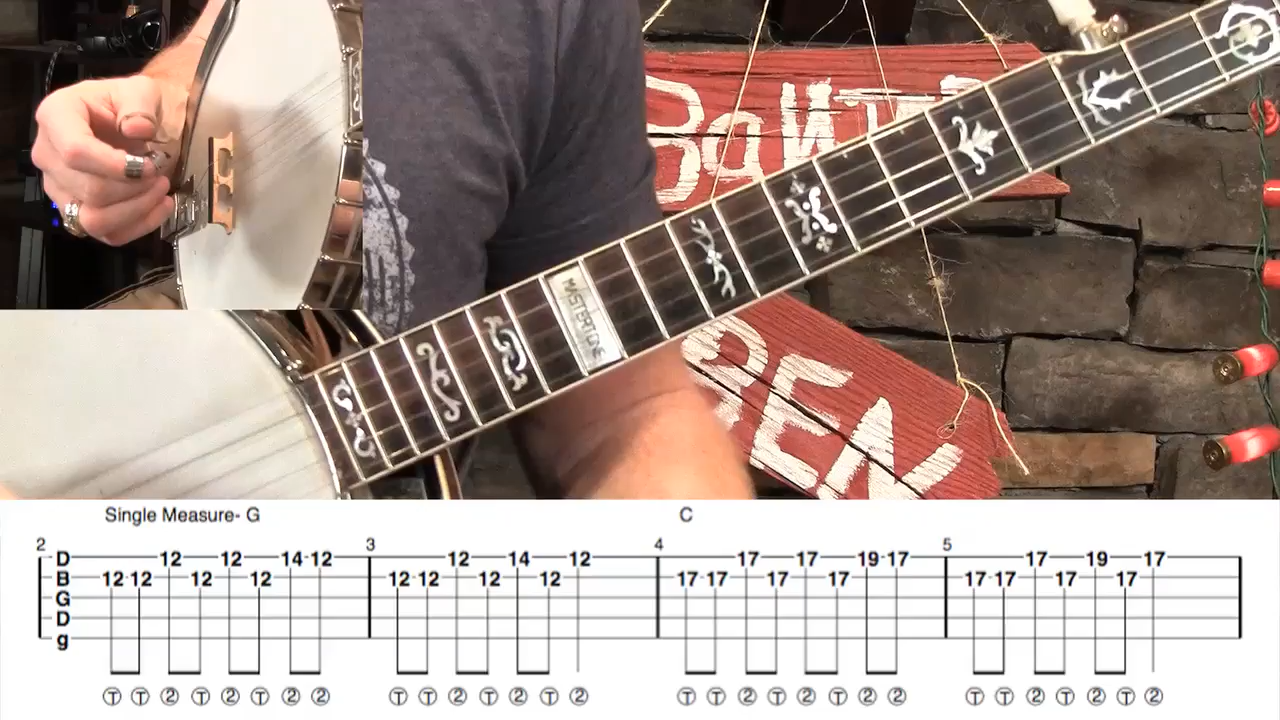 BanTR
BEN
MASTERTONE
Single Measure- G C
2 3 4 5
D 12 12 14 12 12 14 12 17 17 19 17 17 19 17
B 12 12 12 12 12 12 12 12 17 17 17 17 17 17 17 17
G
D
g
T T 2 T 2 T 2 2 T T 2 T 2 T 2 T T 2 T 2 T 2 2 T T 2 T 2 T 2